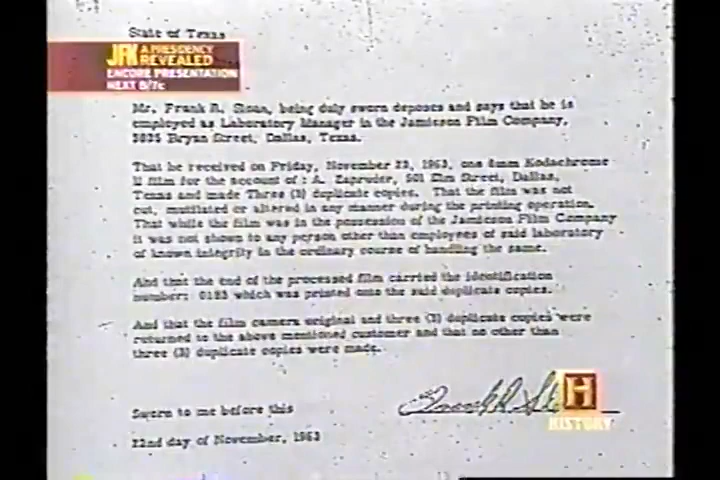 State of Texas
JFK A PRESIDENCY
REVEALED
ENCORE PRESENTATION
NEXT 8/7c
Mr. Frank R. Sloan, being duly sworn deposes and says that he is
employed as Laboratory Manager in the Jamieson Film Company,
3825 Bryan Street, Dallas, Texas.
That he received on Friday, November 22, 1963, one 8mm Kodachrome
II film for the account of : A. Zapruder, 501 Elm Street, Dallas,
Texas and made Three (3) duplicate copies. That the film was not
cut, mutilated or altered in any manner during the printing operation.
That while the film was in the possession of the Jamieson Film Company
it was not shown to any person other than employees of said laboratory
of known integrity in the ordinary course of handling the same.
And that the end of the processed film carried the identification
number: 0183 which was printed onto the said duplicate copies.
And that the film camera original and three (3) duplicate copies were
returned to the above mentioned customer and that no other than
three (3) duplicate copies were made.
Frank R Sl
H
HISTORY
Sworn to me before this
22nd day of November, 1963